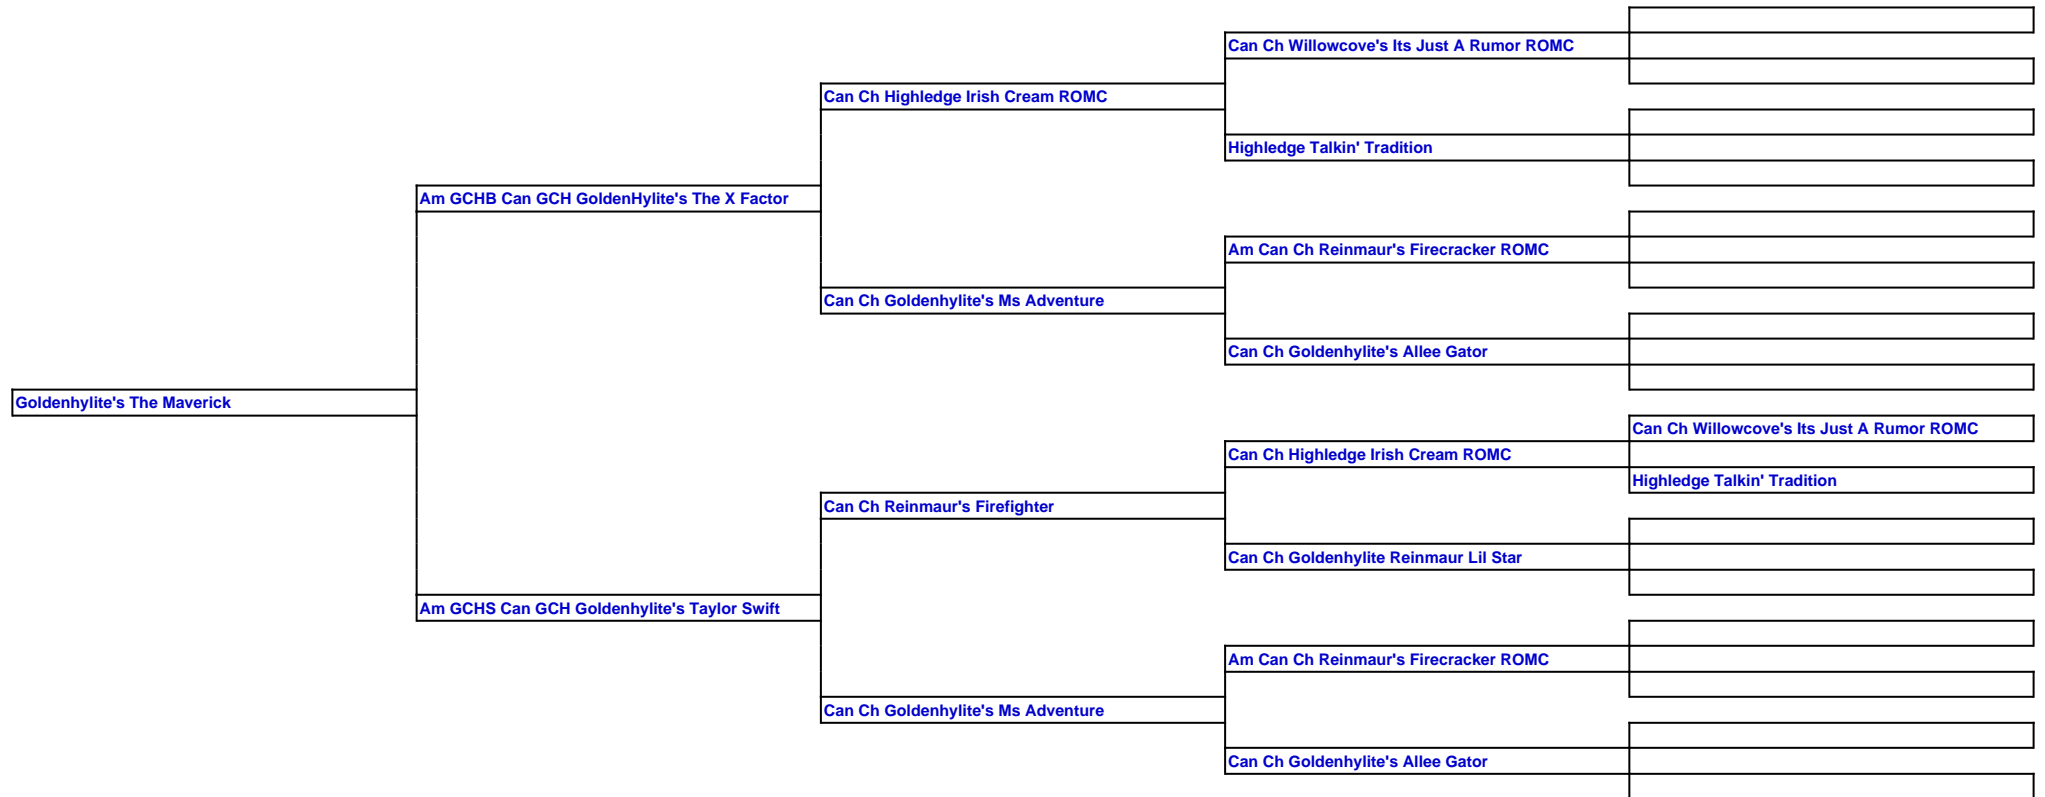 Can Ch Willowcove's Its Just A Rumor ROMC
Can Ch Highledge Irish Cream ROMC
Highledge Talkin' Tradition
Am GCHB Can GCH GoldenHylite's The X Factor
Am Can Ch Reinmaur's Firecracker ROMC
Can Ch Goldenhylite's Ms Adventure
Can Ch Goldenhylite's Allee Gator
Goldenhylite's The Maverick
Can Ch Willowcove's Its Just A Rumor ROMC
Can Ch Highledge Irish Cream ROMC
Highledge Talkin' Tradition
Can Ch Reinmaur's Firefighter
Can Ch Goldenhylite Reinmaur Lil Star
Am GCHS Can GCH Goldenhylite's Taylor Swift
Am Can Ch Reinmaur's Firecracker ROMC
Can Ch Goldenhylite's Ms Adventure
Can Ch Goldenhylite's Allee Gator